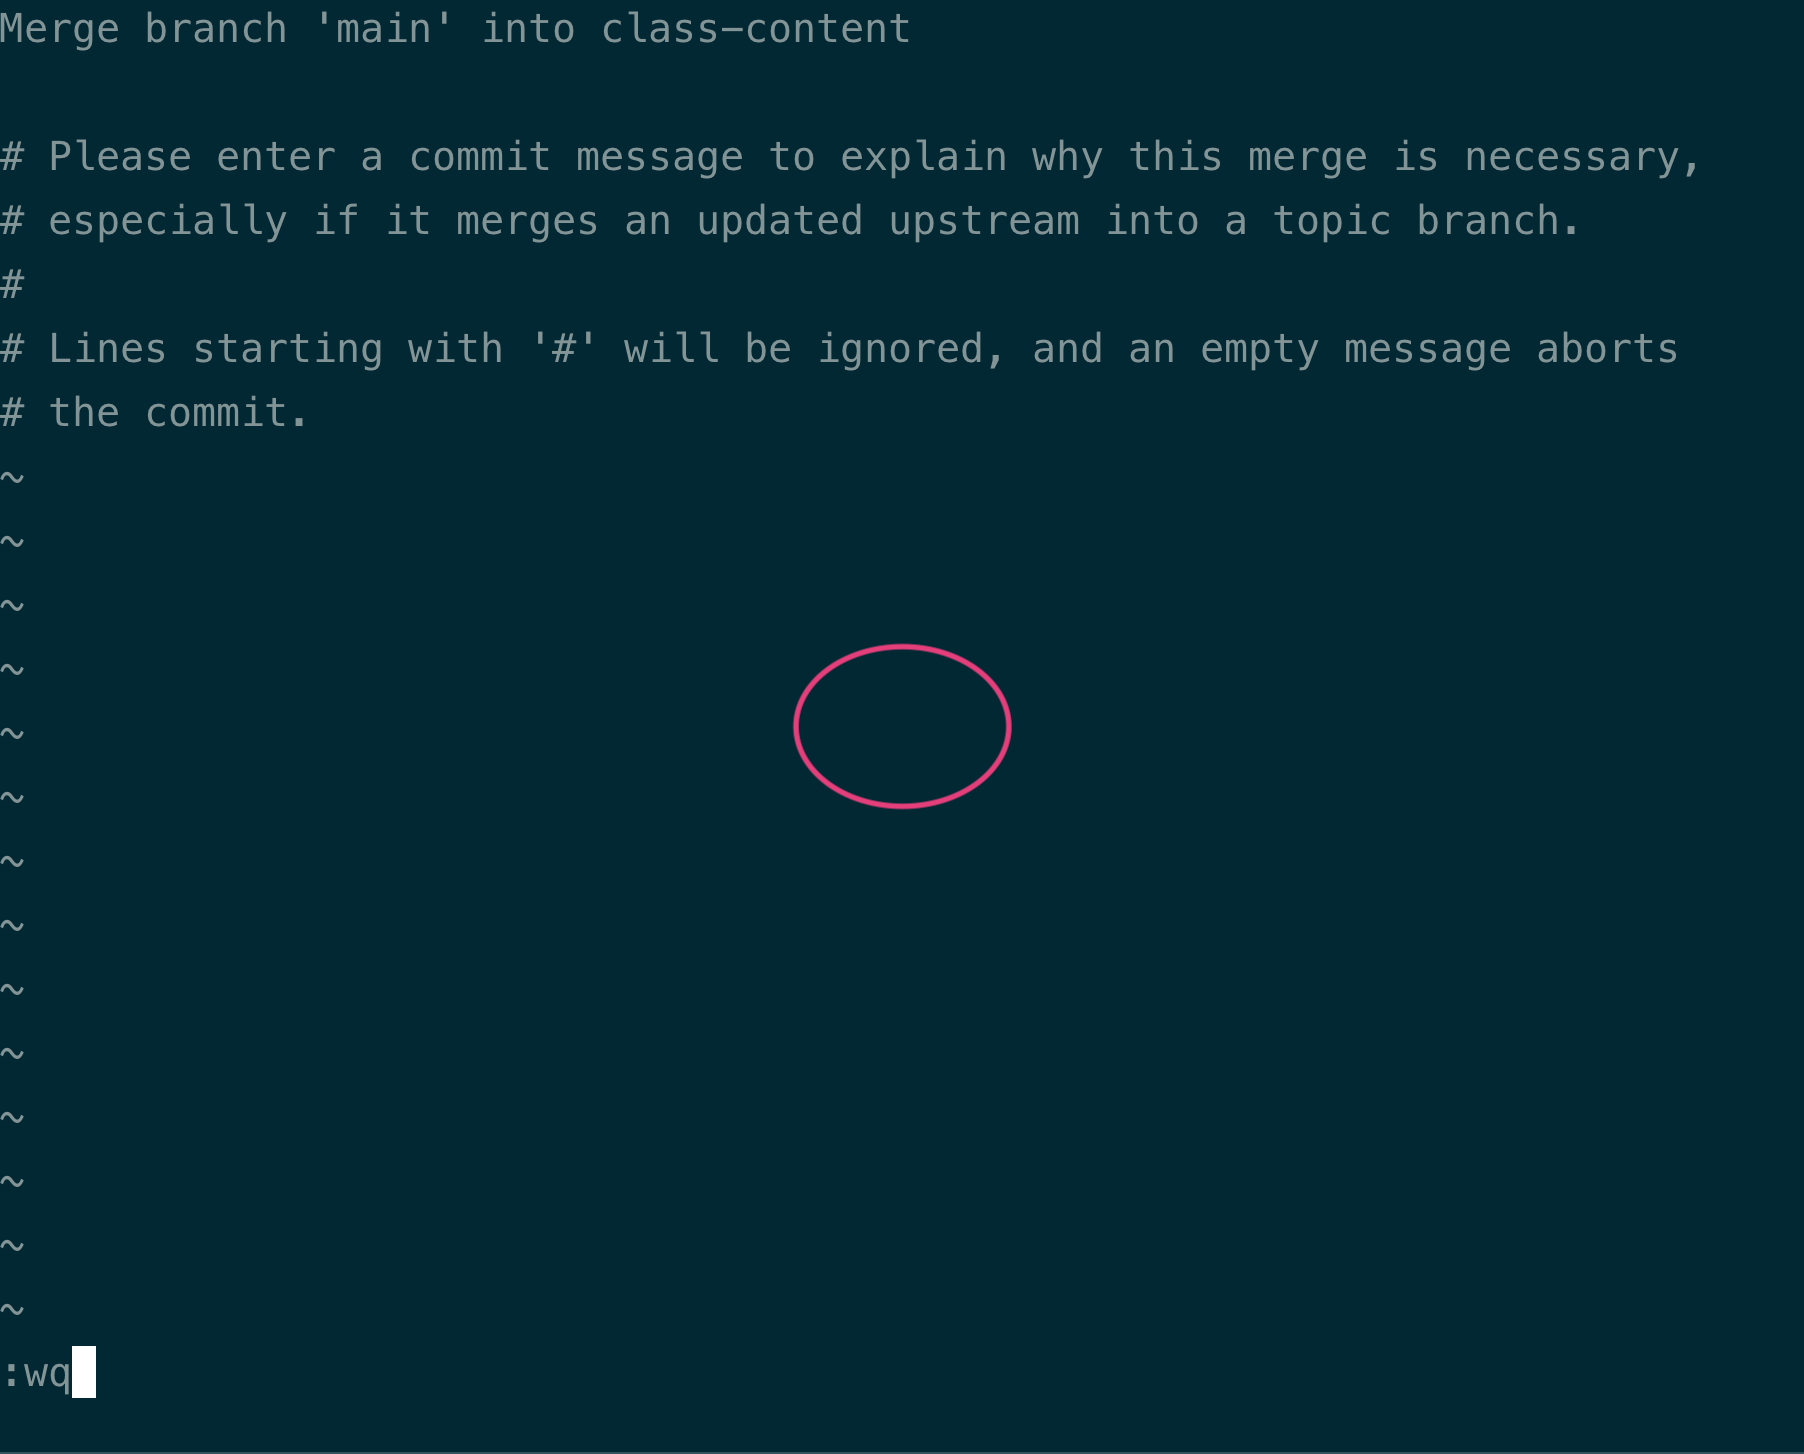 Merge branch 'main' into class-content
# Please enter a commit message to explain why this merge is necessary,
# especially if it merges an updated upstream into a topic branch.
#
# Lines starting with '#' will be ignored, and an empty message aborts
# the commit.
~
~
~
~
~
~
~
~
~
~
~
~
~
~
:wq